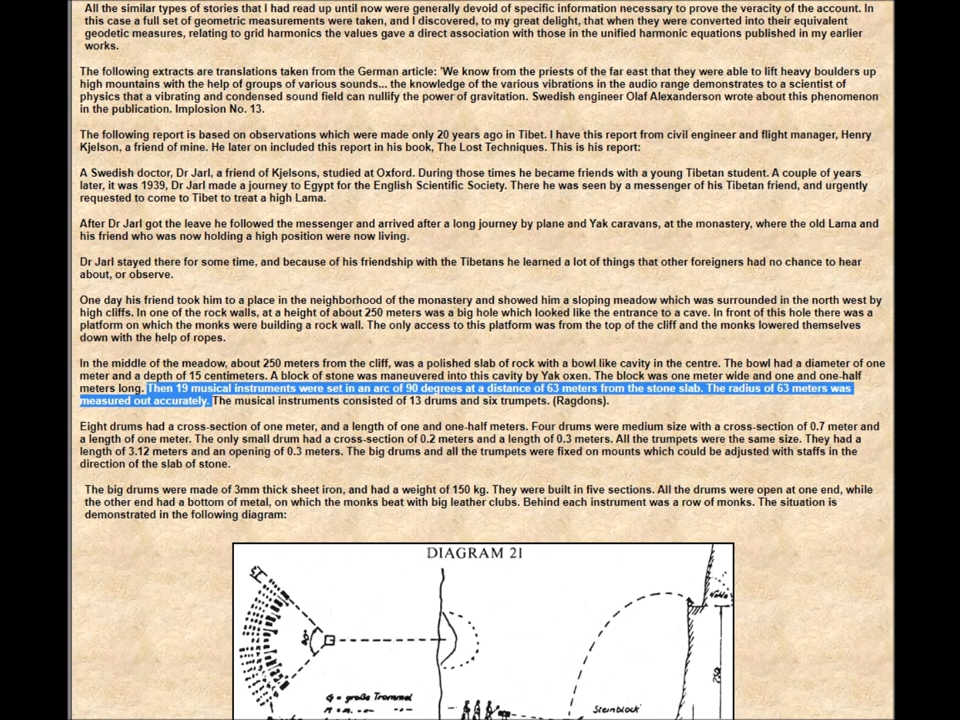 All the similar types of stories that I had read up until now were generally devoid of specific information necessary to prove the veracity of the account. In
this case a full set of geometric measurements were taken, and I discovered, to my great delight, that when they were converted into their equivalent
geodetic measures, relating to grid harmonics the values gave a direct association with those in the unified harmonic equations published in my earlier
works.
The following extracts are translations taken from the German article: 'We know from the priests of the far east that they were able to lift heavy boulders up
high mountains with the help of groups of various sounds... the knowledge of the various vibrations in the audio range demonstrates to a scientist of
physics that a vibrating and condensed sound field can nullify the power of gravitation. Swedish engineer Olaf Alexanderson wrote about this phenomenon
in the publication. Implosion No. 13.
The following report is based on observations which were made only 20 years ago in Tibet. I have this report from civil engineer and flight manager, Henry
Kjelson, a friend of mine. He later on included this report in his book, The Lost Techniques. This is his report:
A Swedish doctor, Dr Jarl, a friend of Kjelsons, studied at Oxford. During those times he became friends with a young Tibetan student. A couple of years
later, it was 1939, Dr Jarl made a journey to Egypt for the English Scientific Society. There he was seen by a messenger of his Tibetan friend, and urgently
requested to come to Tibet to treat a high Lama.
After Dr Jarl got the leave he followed the messenger and arrived after a long journey by plane and Yak caravans, at the monastery, where the old Lama and
his friend who was now holding a high position were now living.
Dr Jarl stayed there for some time, and because of his friendship with the Tibetans he learned a lot of things that other foreigners had no chance to hear
about, or observe.
One day his friend took him to a place in the neighborhood of the monastery and showed him a sloping meadow which was surrounded in the north west by
high cliffs. In one of the rock walls, at a height of about 250 meters was a big hole which looked like the entrance to a cave. In front of this hole there was a
platform on which the monks were building a rock wall. The only access to this platform was from the top of the cliff and the monks lowered themselves
down with the help of ropes.
In the middle of the meadow, about 250 meters from the cliff, was a polished slab of rock with a bowl like cavity in the centre. The bowl had a diameter of one
meter and a depth of 15 centimeters. A block of stone was maneuvered into this cavity by Yak oxen. The block was one meter wide and one and one-half
meters long. Then 19 musical instruments were set in an arc of 90 degrees at a distance of 63 meters from the stone slab. The radius of 63 meters was
measured out accurately. The musical instruments consisted of 13 drums and six trumpets. (Ragdons).
Eight drums had a cross-section of one meter, and a length of one and one-half meters. Four drums were medium size with a cross-section of 0.7 meter and
a length of one meter. The only small drum had a cross-section of 0.2 meters and a length of 0.3 meters. All the trumpets were the same size. They had a
length of 3.12 meters and an opening of 0.3 meters. The big drums and all the trumpets were fixed on mounts which could be adjusted with staffs in the
direction of the slab of stone.
The big drums were made of 3mm thick sheet iron, and had a weight of 150 kg. They were built in five sections. All the drums were open at one end, while
the other end had a bottom of metal, on which the monks beat with big leather clubs. Behind each instrument was a row of monks. The situation is
demonstrated in the following diagram:
DIAGRAM 21
G = große Trommel
Steinblock